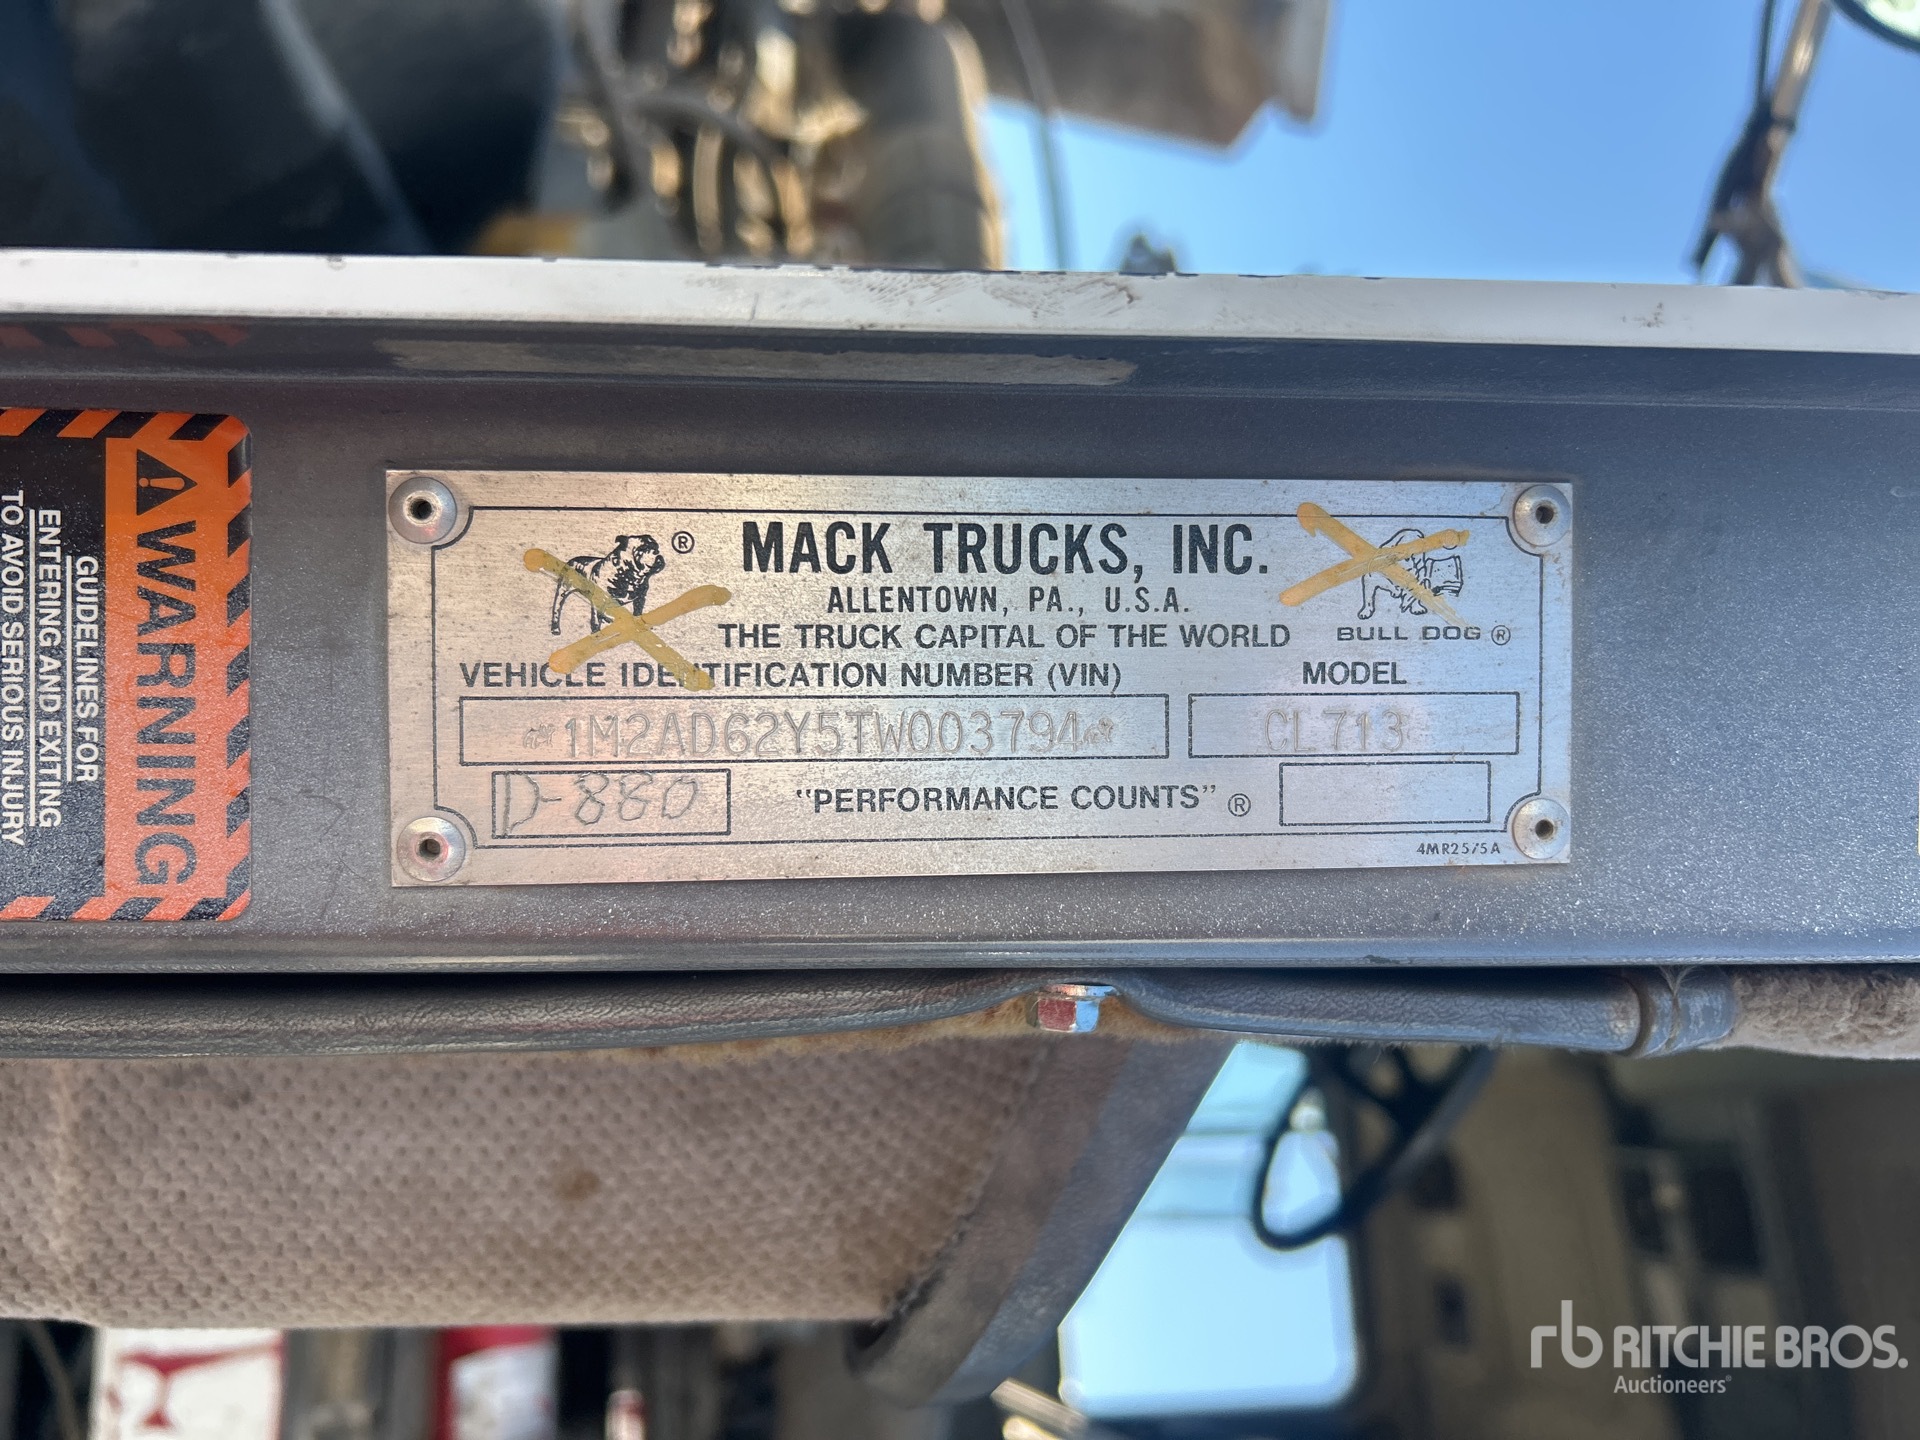 WARNING
GUIDELINES FOR
ENTERING AND EXITING
TO AVOID SERIOUS INJURY
® MACK TRUCKS, INC.
ALLENTOWN, PA., U.S.A.
THE TRUCK CAPITAL OF THE WORLD
BULL DOG ®
VEHICLE IDENTIFICATION NUMBER (VIN)
MODEL
1M2AD62Y5TW003794
CL713
D-880
"PERFORMANCE COUNTS" ®
4MR2575A
rb RITCHIE BROS.
Auctioneers